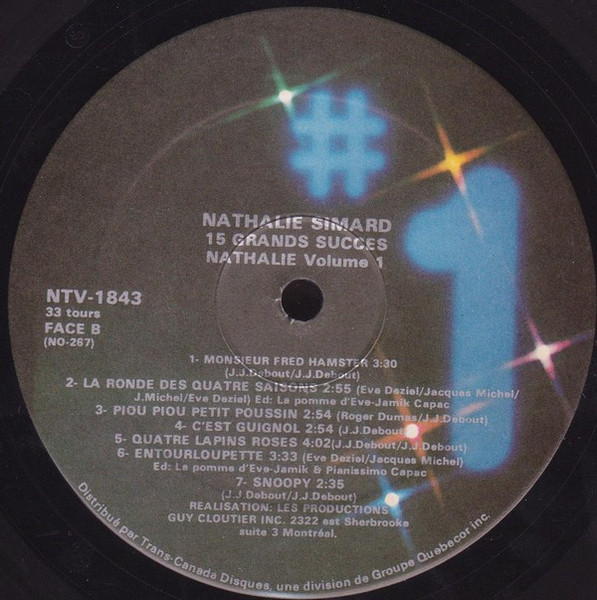 #1
NATHALIE SIMARD
15 GRANDS SUCCES
NATHALIE Volume 1
NTV-1843
33 tours
FACE B
(NO-267)
1- MONSIEUR FRED HAMSTER 3:30
(J.J.Debout/J.J.Debout)
2- LA RONDE DES QUATRE SAISONS 2:55 (Eve Deziel/Jacques Michel/
J.Michel/Eve Deziel) Ed: La pomme d'Eve-Jamik Capac
3- PIOU PIOU PETIT POUSSIN 2:54 (Roger Dumas/J.J.Debout)
4- C'EST GUIGNOL 2:54 (J.J.Debout/J.J.Debout)
5- QUATRE LAPINS ROSES 4:02(J.J.Debout/J.J.Debout)
6- ENTOURLOUPETTE 3:33 (Eve Deziel/Jacques Michel)
Ed: La pomme d'Eve-Jamik & Pianissimo Capac
7- SNOOPY 2:35
(J.J.Debout/J.J.Debout)
REALISATION: LES PRODUCTIONS
GUY CLOUTIER INC. 2322 est Sherbrooke
suite 3 Montréal.
Distribué par Trans-Canada Disques, une division de Groupe Quebecor inc.